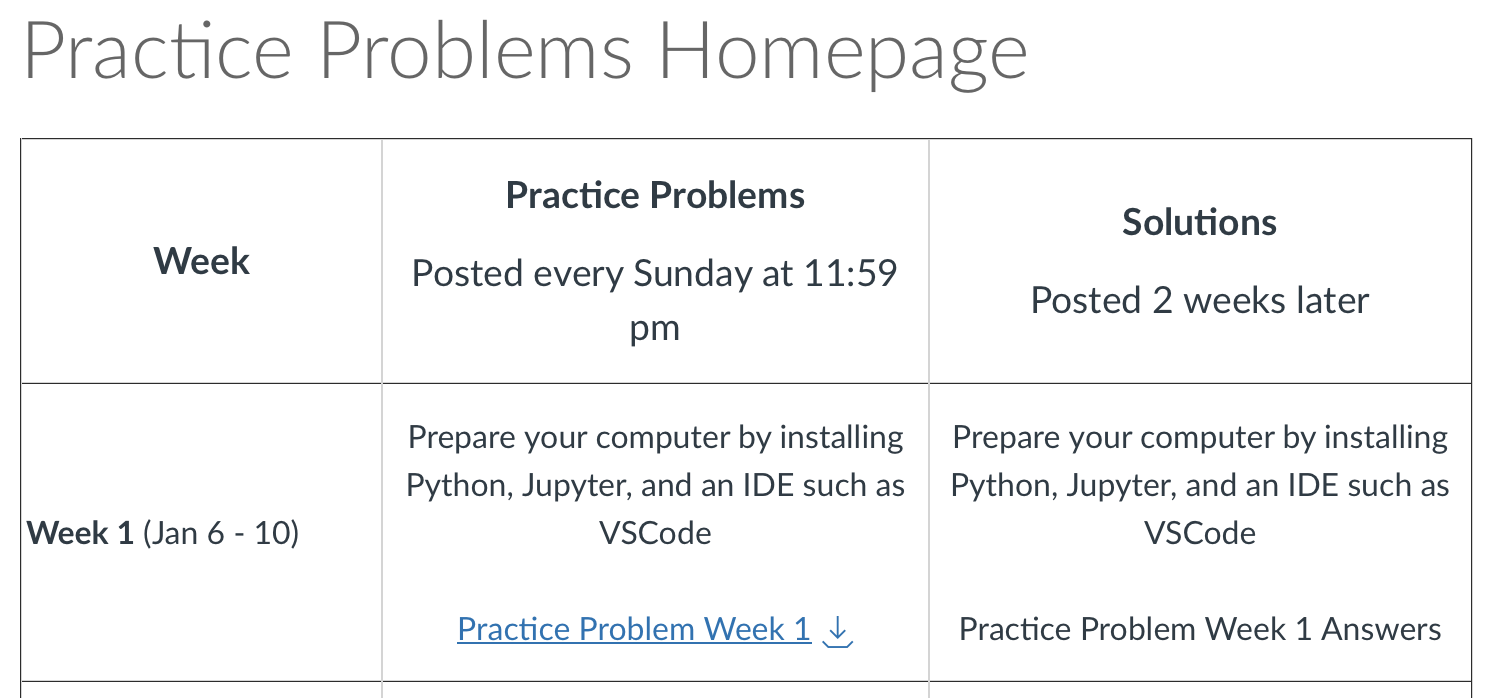 Practice Problems Homepage
Week
Practice Problems
Posted every Sunday at 11:59
pm
Solutions
Posted 2 weeks later
Week 1 (Jan 6 - 10)
Prepare your computer by installing
Python, Jupyter, and an IDE such as
VSCode
Practice Problem Week 1
Prepare your computer by installing
Python, Jupyter, and an IDE such as
VSCode
Practice Problem Week 1 Answers